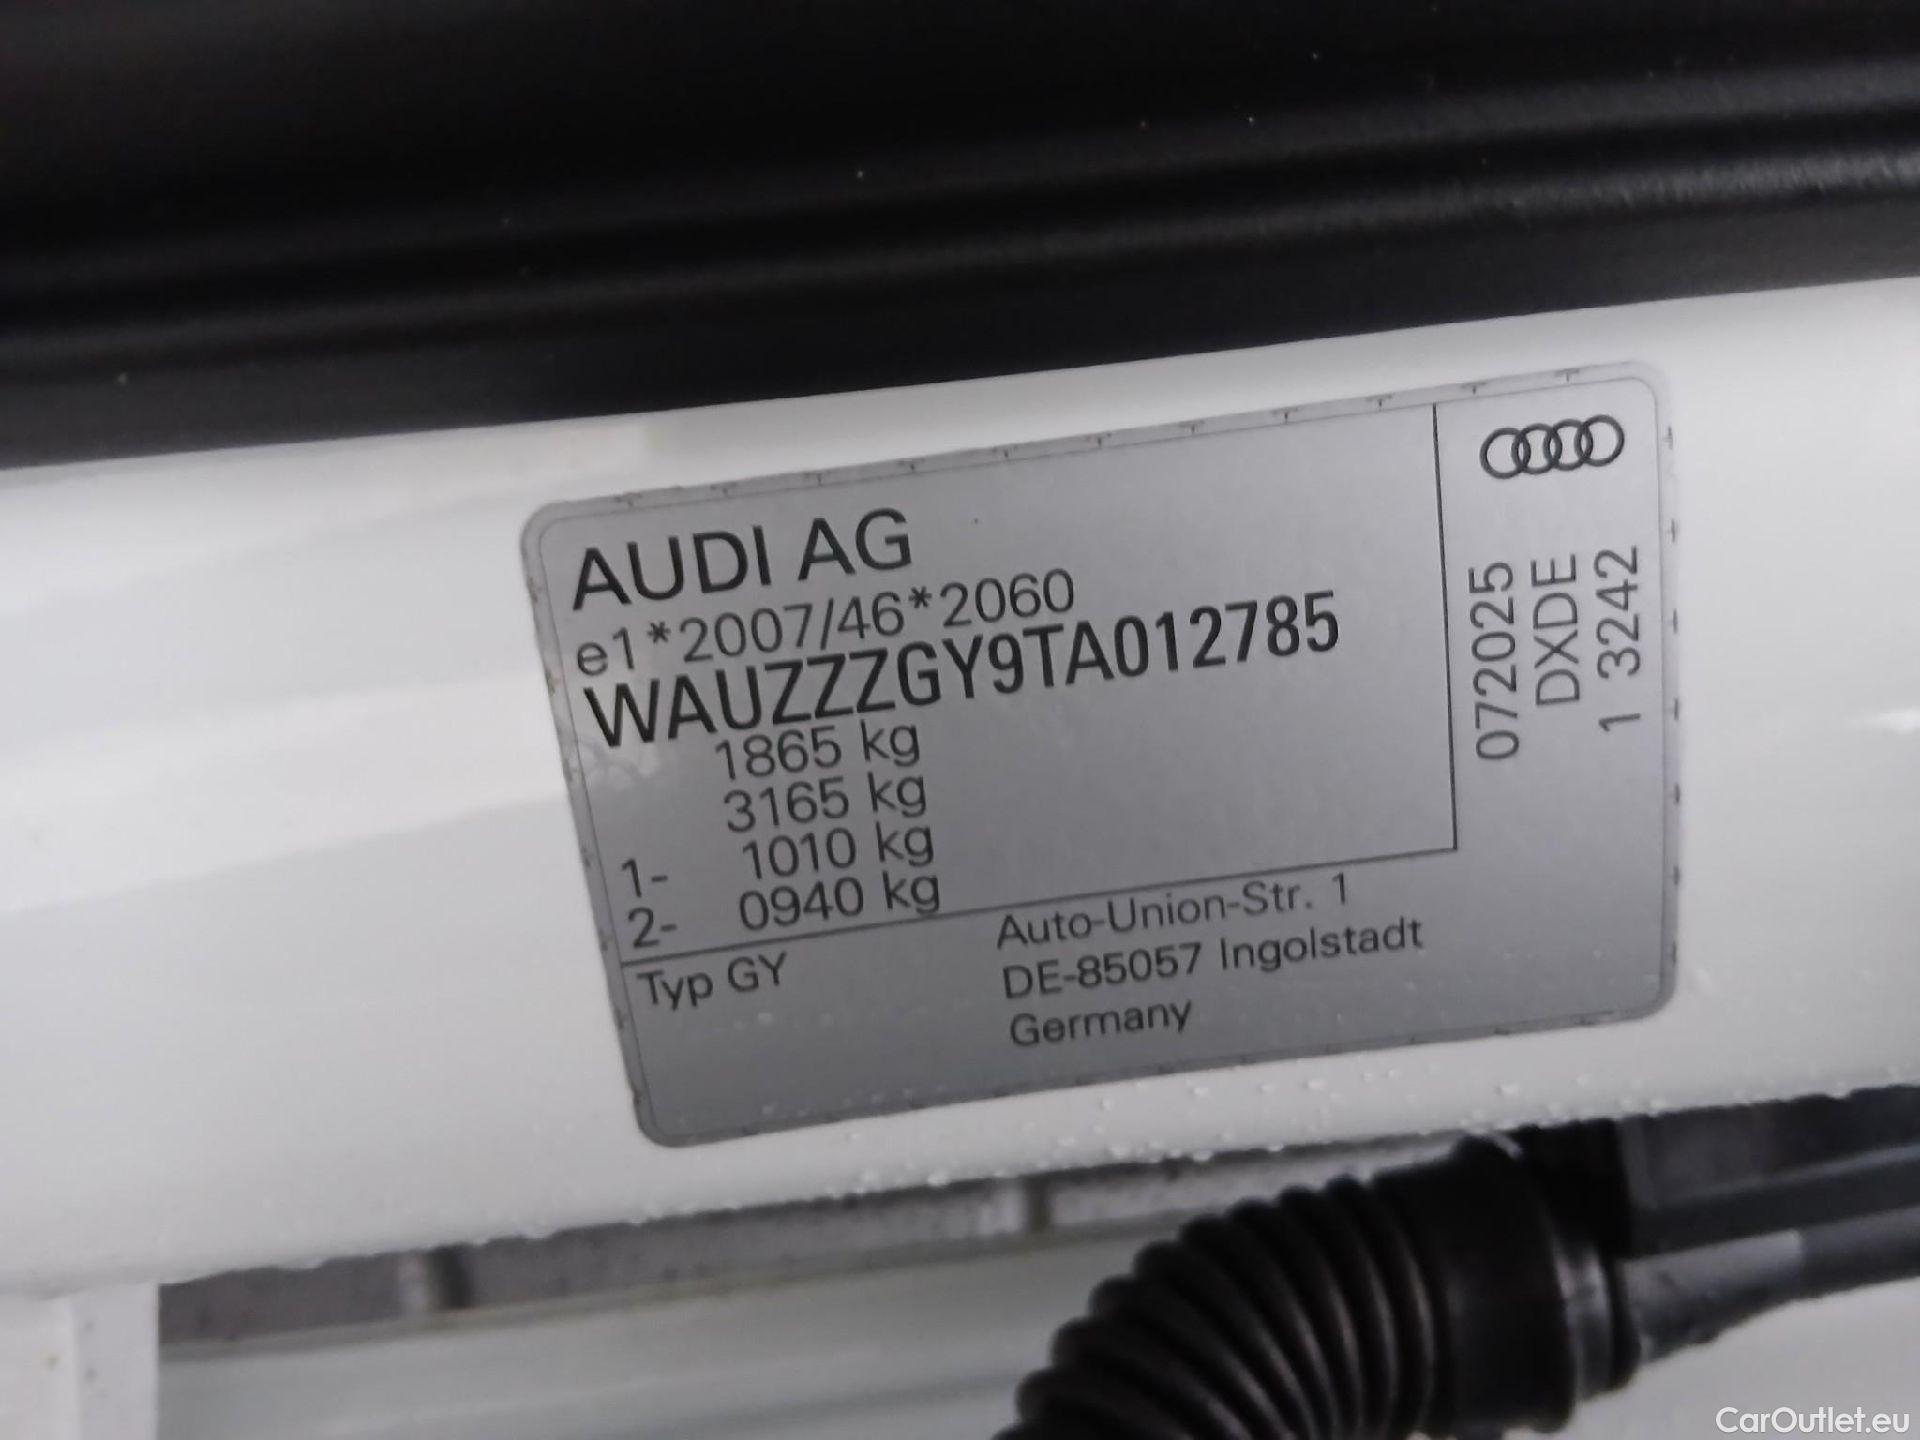 AUDI AG
e1*2007/46*2060
WAUZZZGY9TA012785
1865 kg
3165 kg
1- 1010 kg
2- 0940 kg
Typ GY
Auto-Union-Str. 1
DE-85057 Ingolstadt
Germany
072025
DXDE
1 3242
CarOutlet.eu